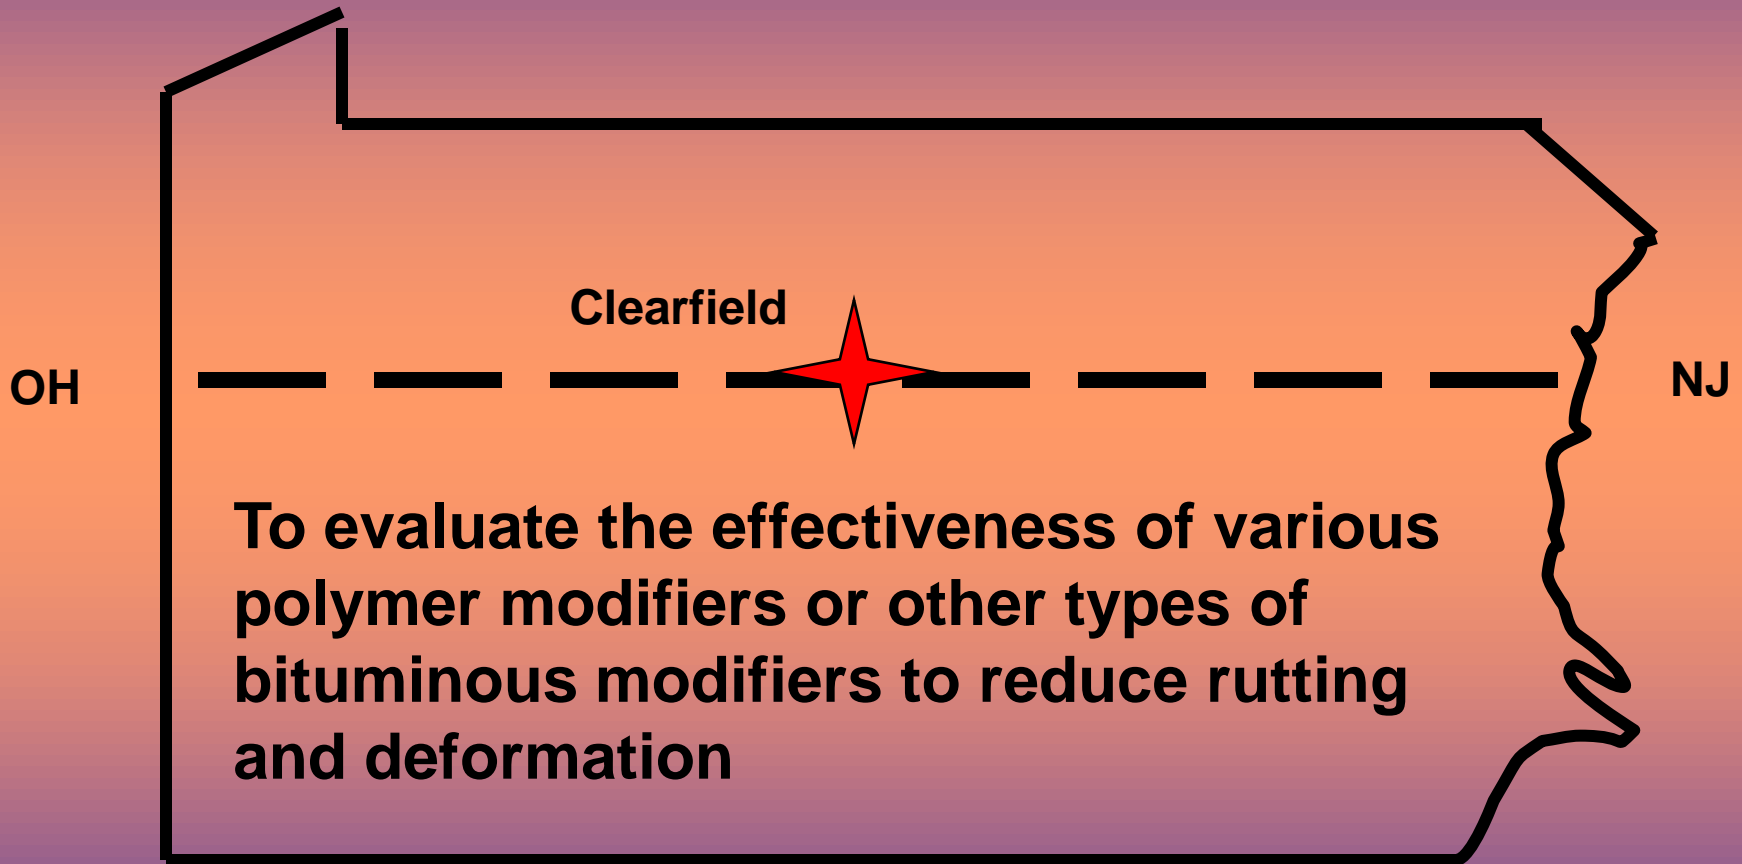 Clearfield
OH
NJ
To evaluate the effectiveness of various
polymer modifiers or other types of
bituminous modifiers to reduce rutting
and deformation